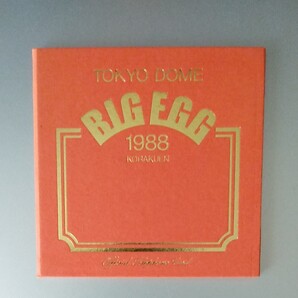 TOKYO DOME
BIG EGG
1988
KORAKUEN